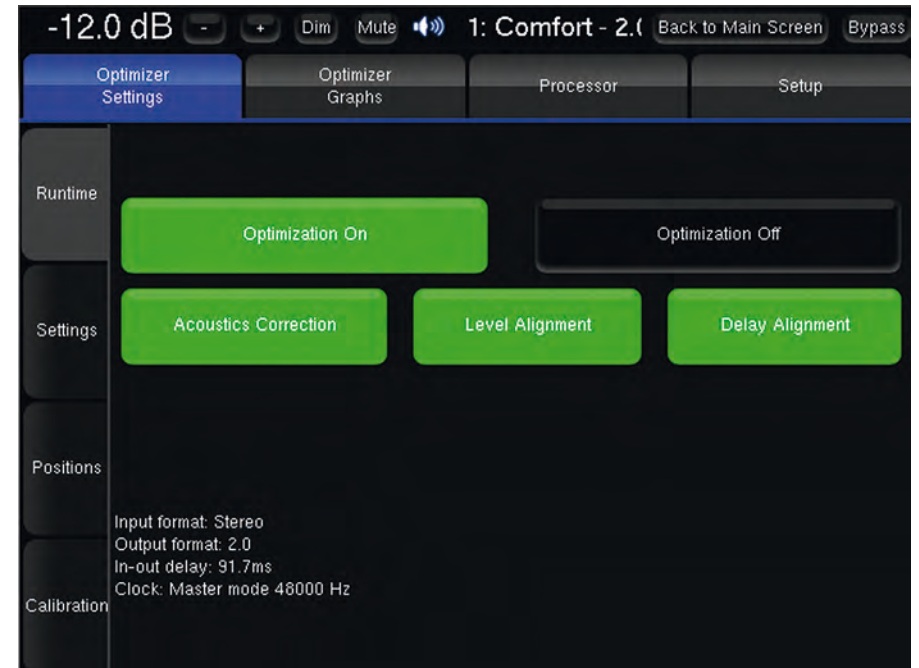 -12.0 dB - + Dim Mute 1: Comfort - 2.( Back to Main Screen Bypass
Optimizer
Settings
Optimizer
Graphs
Processor
Setup
Runtime
Optimization On
Optimization Off
Settings
Acoustics Correction
Level Alignment
Delay Alignment
Positions
Input format: Stereo
Output format: 2.0
In-out delay: 91.7ms
Clock: Master mode 48000 Hz
Calibration